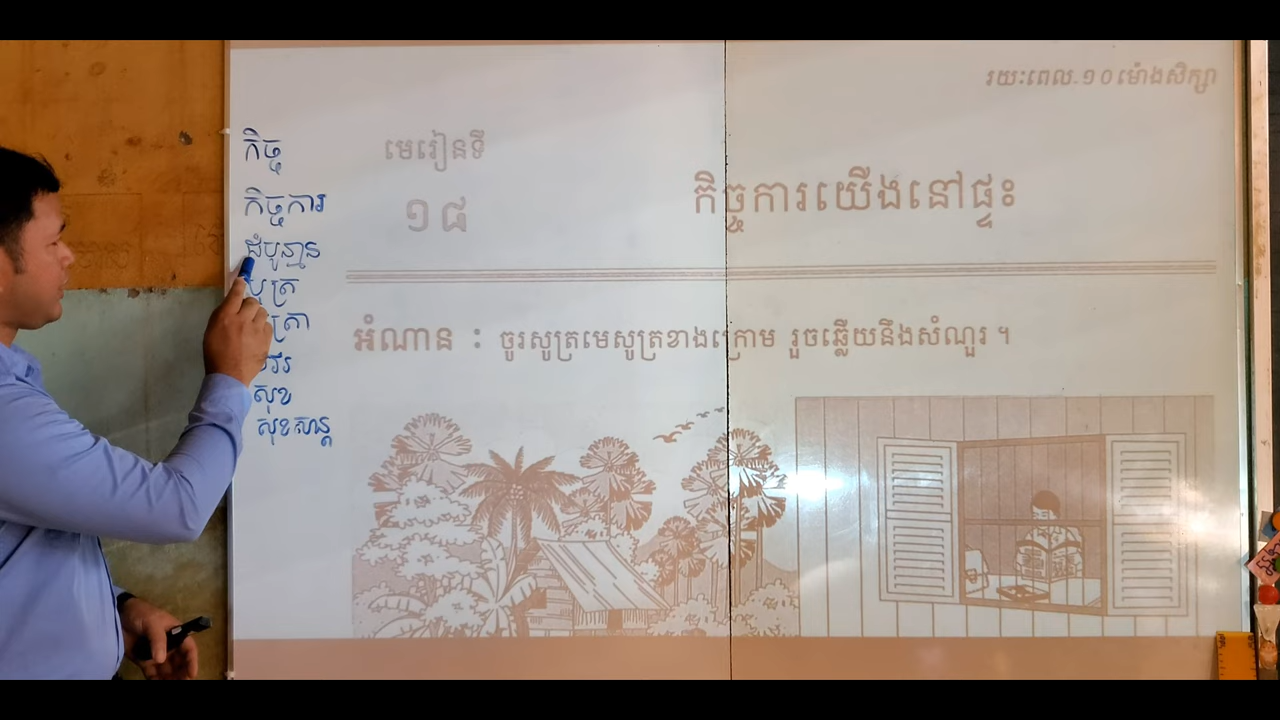 រយៈពេល.១០ម៉ោងសិក្សា
មេរៀនទី
១៨
កិច្ចការយើងនៅផ្ទះ
អំណាន ៈ ចូរសូត្រមេសូត្រខាងក្រោម រួចឆ្លើយនឹងសំណួរ ។
កិច្ច
កិច្ចការ
ដំបូន្មាន
សូត្រ
សុខ
សុខសាន្ត